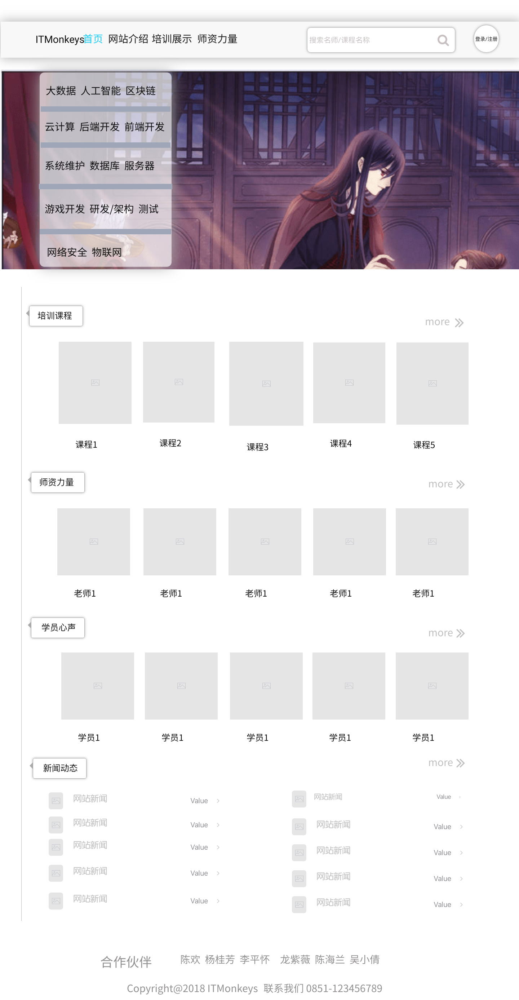 ITMonkeys 首页 网站介绍 培训展示 师资力量 搜索名师/课程名称 登录/注册
大数据 人工智能 区块链
云计算 后端开发 前端开发
系统维护 数据库 服务器
游戏开发 研发/架构 测试
网络安全 物联网
培训课程
more
课程1 课程2 课程3 课程4 课程5
师资力量
more
老师1 老师1 老师1 老师1 老师1
学员心声
more
学员1 学员1 学员1 学员1 学员1
新闻动态
more
网站新闻 Value 网站新闻 Value
网站新闻 Value 网站新闻 Value
网站新闻 Value 网站新闻 Value
网站新闻 Value 网站新闻 Value
网站新闻 Value 网站新闻 Value
合作伙伴 陈欢 杨桂芳 李平怀 龙紫薇 陈海兰 吴小倩
Copyright@2018 ITMonkeys 联系我们 0851-123456789